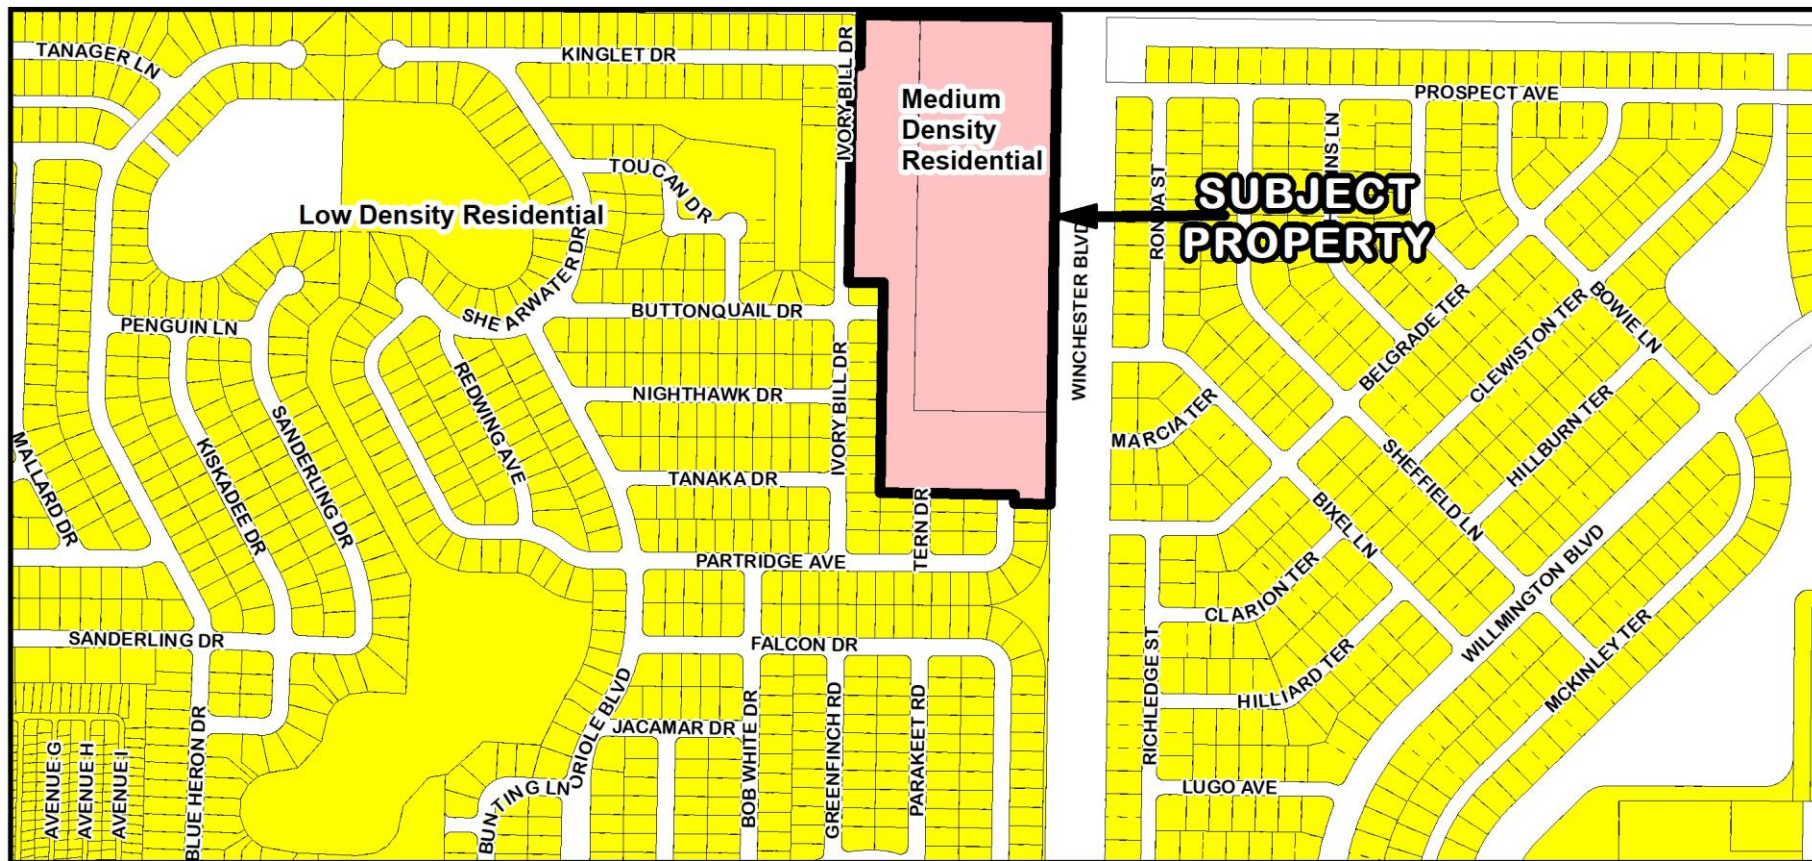 TANAGER LN
KINGLET DR
IVORY BILL DR
Medium
Density
Residential
PROSPECT AVE
TOUCAN DR
RONDA ST
INS LN
SUBJECT
PROPERTY
Low Density Residential
SHEARWATER DR
WINCHESTER BLVD
PENGUIN LN
BUTTONQUAIL DR
BELGRADE TER
CLEWISTON TER
BOWIE LN
REDWING AVE
NIGHTHAWK DR
IVORY BILL DR
MARCIA TER
HILLBURN TER
MALLARD DR
KISKADEE DR
SANDERLING DR
TANAKA DR
TERN DR
SHEFFIELD LN
BIXEL LN
PARTRIDGE AVE
CLARION TER
WILLMINGTON BLVD
SANDERLING DR
FALCON DR
RICHLEDGE ST
HILLIARD TER
MCKINLEY TER
AVENUE G
AVENUE H
AVENUE I
BLUE HERON DR
BUNTING LN
ORIOLE BLVD
JACAMAR DR
BOB WHITE DR
GREENFINCH RD
PARAKEET RD
LUGO AVE